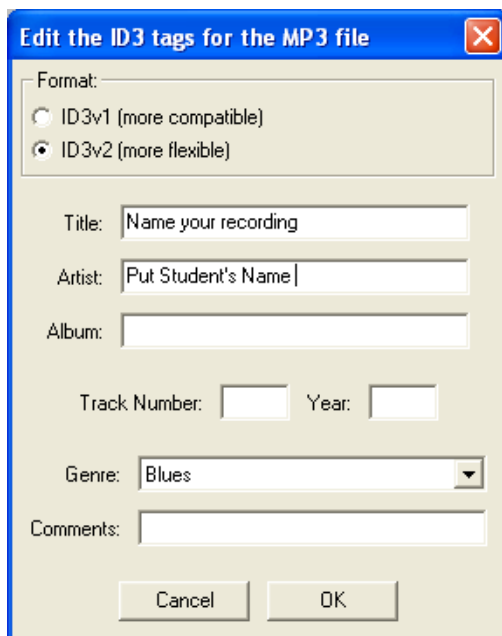 Edit the ID3 tags for the MP3 file
Format:
ID3v1 (more compatible)
ID3v2 (more flexible)
Title: Name your recording
Artist: Put Student's Name
Album:
Track Number: Year:
Genre: Blues
Comments:
Cancel OK